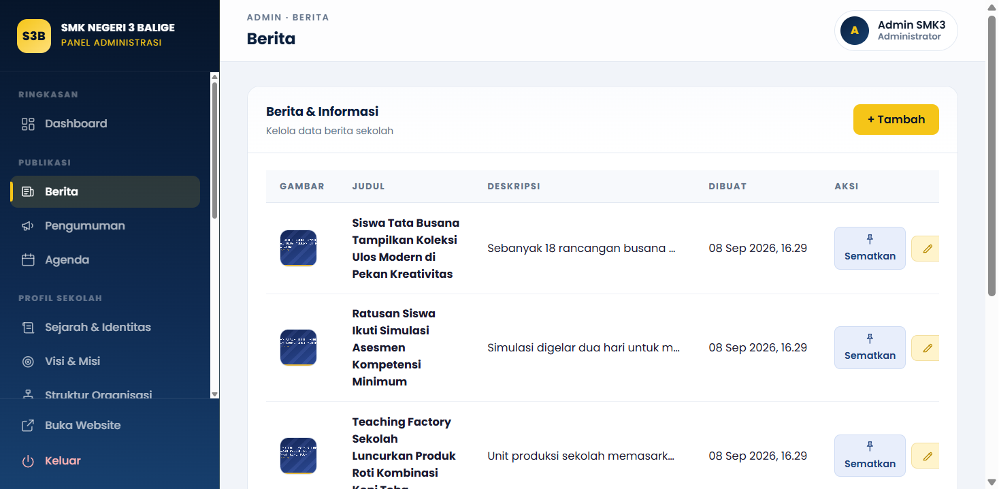 S3B
SMK NEGERI 3 BALIGE
PANEL ADMINISTRASI
RINGKASAN
Dashboard
PUBLIKASI
Berita
Pengumuman
Agenda
PROFIL SEKOLAH
Sejarah & Identitas
Visi & Misi
Struktur Organisasi
Buka Website
Keluar
ADMIN · BERITA
Berita
A
Admin SMK3
Administrator
Berita & Informasi
Kelola data berita sekolah
+ Tambah
GAMBAR JUDUL DESKRIPSI DIBUAT AKSI
Siswa Tata Busana
Tampilkan Koleksi
Ulos Modern di
Pekan Kreativitas
Sebanyak 18 rancangan busana ...
08 Sep 2026, 16.29
Sematkan
Ratusan Siswa
Ikuti Simulasi
Asesmen
Kompetensi
Minimum
Simulasi digelar dua hari untuk m...
08 Sep 2026, 16.29
Sematkan
Teaching Factory
Sekolah
Luncurkan Produk
Roti Kombinasi
Kopi Toba
Unit produksi sekolah memasark...
08 Sep 2026, 16.29
Sematkan